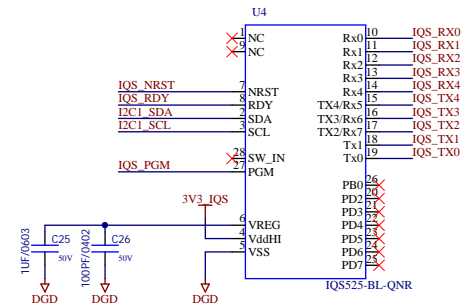 U4
1 NC
9 NC
IQS_NRST 7 NRST
IQS_RDY 8 RDY
I2C1_SDA 2 SDA
I2C1_SCL 3 SCL
28 SW_IN
IQS_PGM 27 PGM
3V3_IQS
6 VREG
4 VddHI
5 VSS
Rx0 10 IQS_RX0
Rx1 11 IQS_RX1
Rx2 12 IQS_RX2
Rx3 13 IQS_RX3
Rx4 14 IQS_RX4
TX4/Rx5 15 IQS_TX4
TX3/Rx6 16 IQS_TX3
TX2/Rx7 17 IQS_TX2
Tx1 18 IQS_TX1
Tx0 19 IQS_TX0
PB0 26
PD2 20
PD3 21
PD4 22
PD5 23
PD6 24
PD7 25
IQS525-BL-QNR
1UF/0603
C25
50V
100PF/0402
C26
50V
DGD
DGD
DGD